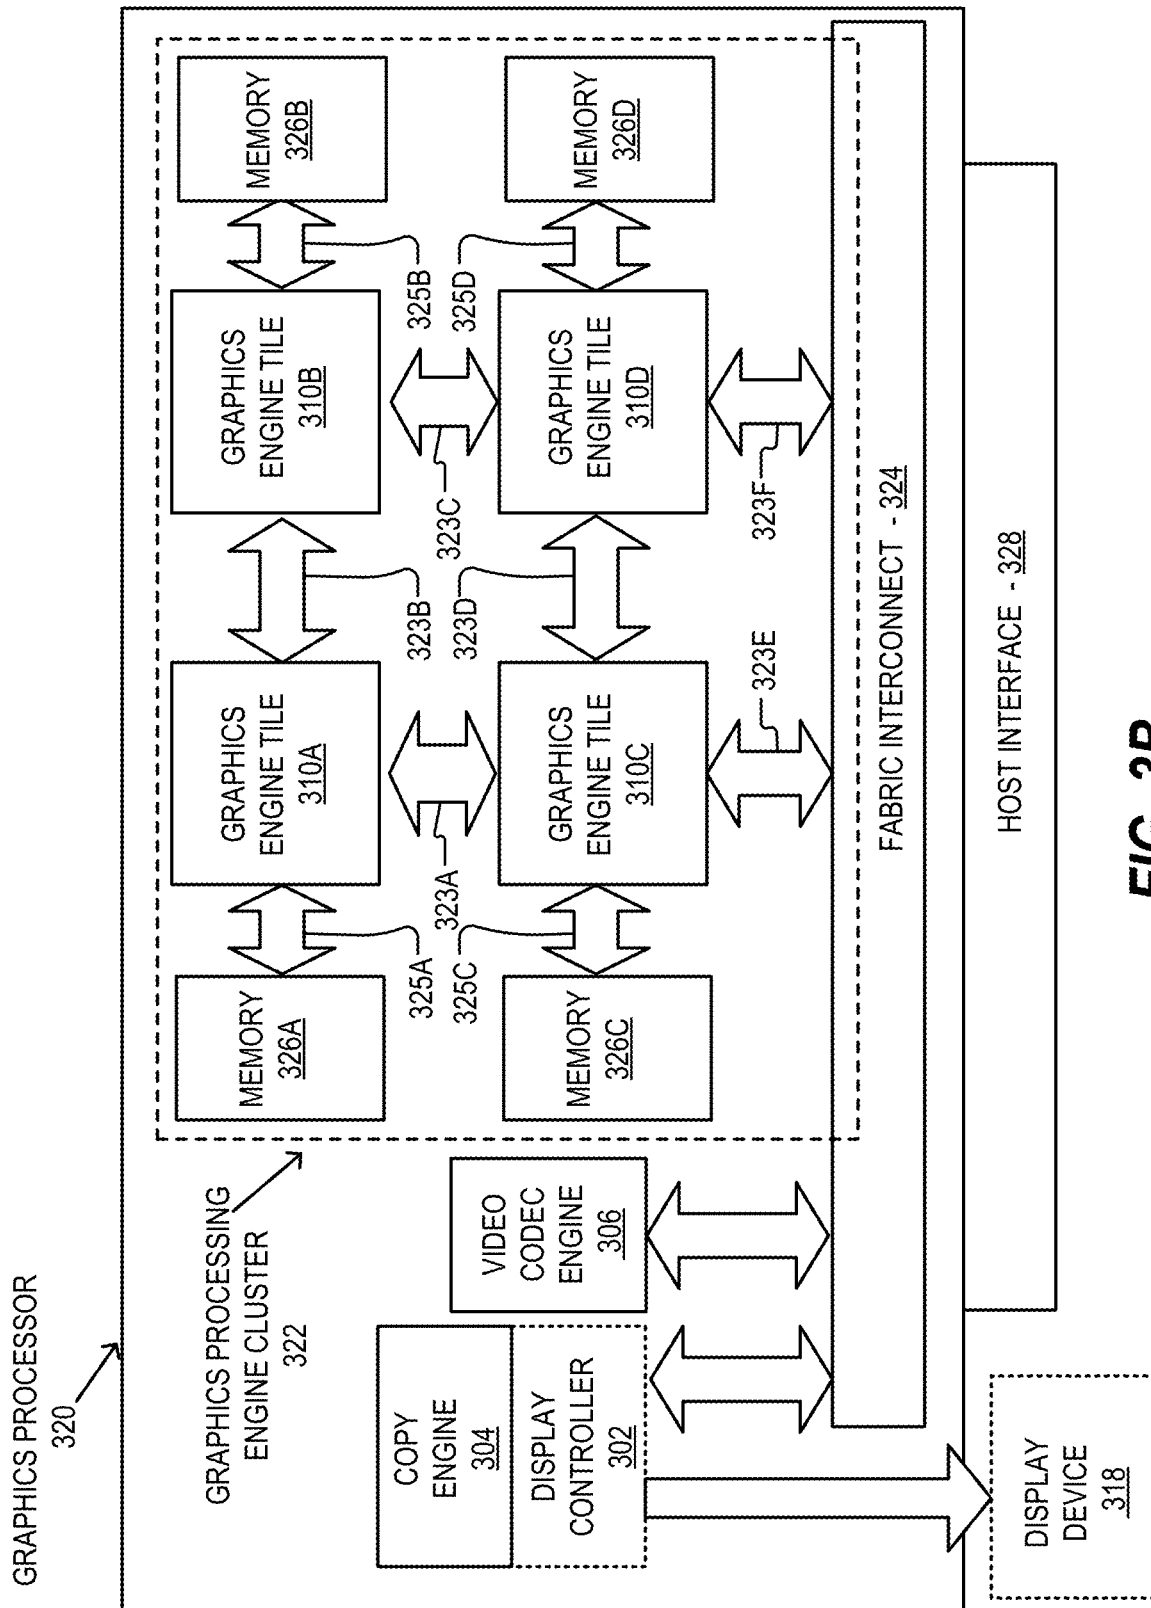 GRAPHICS PROCESSOR
320
GRAPHICS PROCESSING
ENGINE CLUSTER
322
COPY
ENGINE
304
DISPLAY
CONTROLLER
302
VIDEO
CODEC
ENGINE
306
MEMORY
326A
325A
GRAPHICS
ENGINE TILE
310A
323B
GRAPHICS
ENGINE TILE
310B
325B
MEMORY
326B
323A
323C
MEMORY
326C
325C
GRAPHICS
ENGINE TILE
310C
323D
GRAPHICS
ENGINE TILE
310D
325D
MEMORY
326D
323E
323F
FABRIC INTERCONNECT - 324
HOST INTERFACE - 328
DISPLAY
DEVICE
318
FIG. 3B